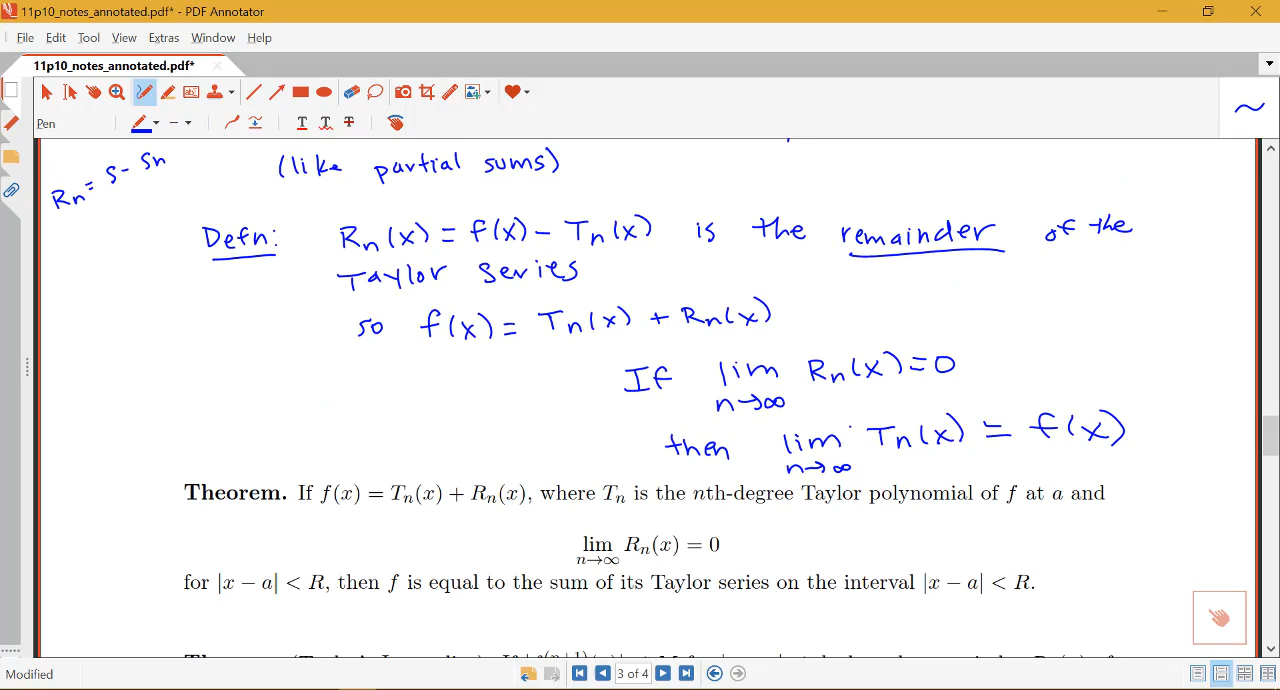 11p10_notes_annotated.pdf* - PDF Annotator
File Edit Tool View Extras Window Help
11p10_notes_annotated.pdf*
Pen
(like partial sums)
Rn = S - Sn
Defn: Rn(x) = f(x) - Tn(x) is the remainder of the
Taylor series
so f(x) = Tn(x) + Rn(x)
If lim n→∞ Rn(x) = 0
then lim n→∞ Tn(x) = f(x)
Theorem. If f(x) = Tn(x) + Rn(x), where Tn is the nth-degree Taylor polynomial of f at a and
lim n→∞ Rn(x) = 0
for |x − a| < R, then f is equal to the sum of its Taylor series on the interval |x − a| < R.
Modified
3 of 4